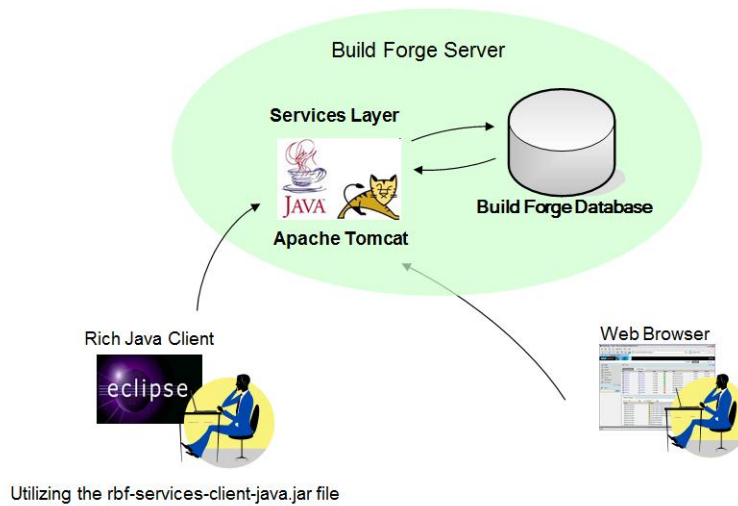 Build Forge Server
Services Layer
JAVA
Apache Tomcat
Build Forge Database
Rich Java Client
eclipse
Web Browser
Utilizing the rbf-services-client-java.jar file